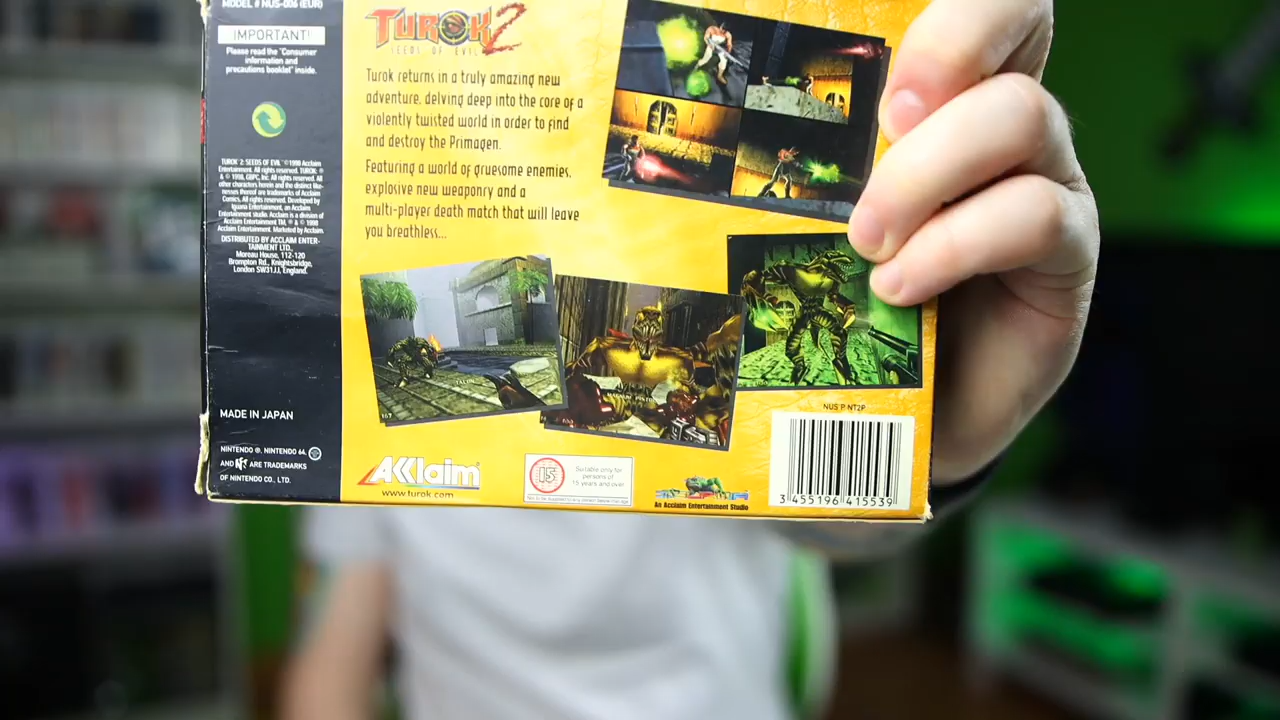 MODEL # NUS-006 (EUR)
IMPORTANT!
Please read the "Consumer
information and
precautions booklet" inside.
TUROK® 2: SEEDS OF EVIL™ ©1998 Acclaim
Entertainment. All rights reserved. TUROK: ®
& © 1998, GBPC, Inc. All rights reserved. All
other characters herein and the distinct like-
nesses thereof are trademarks of Acclaim
Comics. All rights reserved. Developed by
Iguana Entertainment, an Acclaim
Entertainment studio. Acclaim is a division of
Acclaim Entertainment TM, ® & © 1998
Acclaim Entertainment. Marketed by Acclaim.
DISTRIBUTED BY ACCLAIM ENTER-
TAINMENT LTD.,
Moreau House, 112-120
Brompton Rd., Knightsbridge,
London SW31JJ, England.
MADE IN JAPAN
NINTENDO ®, NINTENDO 64,
AND ARE TRADEMARKS
OF NINTENDO CO., LTD.
TUROK 2
SEEDS OF EVIL
Turok returns in a truly amazing new
adventure, delving deep into the core of a
violently twisted world in order to find
and destroy the Primagen.
Featuring a world of gruesome enemies,
explosive new weaponry and a
multi-player death match that will leave
you breathless...
TALON
167
AKklaim
www.turok.com
15
Suitable only for
persons of
15 years and over
An Acclaim Entertainment Studio
NUS P NT2P
3 455196 415539